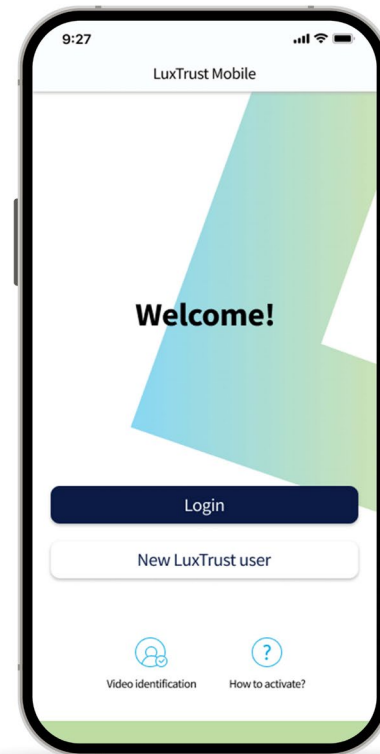 9:27
LuxTrust Mobile
Welcome!
Login
New LuxTrust user
?
Video identification How to activate?